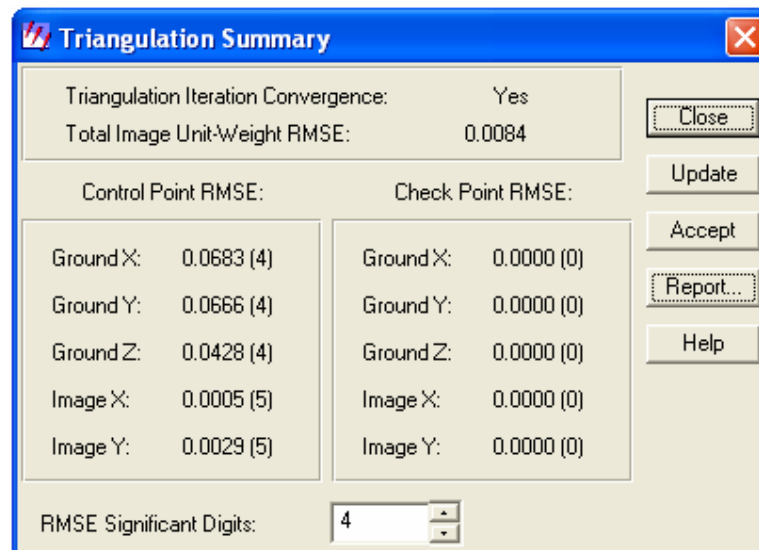 Triangulation Summary
Triangulation Iteration Convergence: Yes
Total Image Unit-Weight RMSE: 0.0084
Close
Update
Accept
Report...
Help
Control Point RMSE:
Ground X: 0.0683 (4)
Ground Y: 0.0666 (4)
Ground Z: 0.0428 (4)
Image X: 0.0005 (5)
Image Y: 0.0029 (5)
Check Point RMSE:
Ground X: 0.0000 (0)
Ground Y: 0.0000 (0)
Ground Z: 0.0000 (0)
Image X: 0.0000 (0)
Image Y: 0.0000 (0)
RMSE Significant Digits: 4